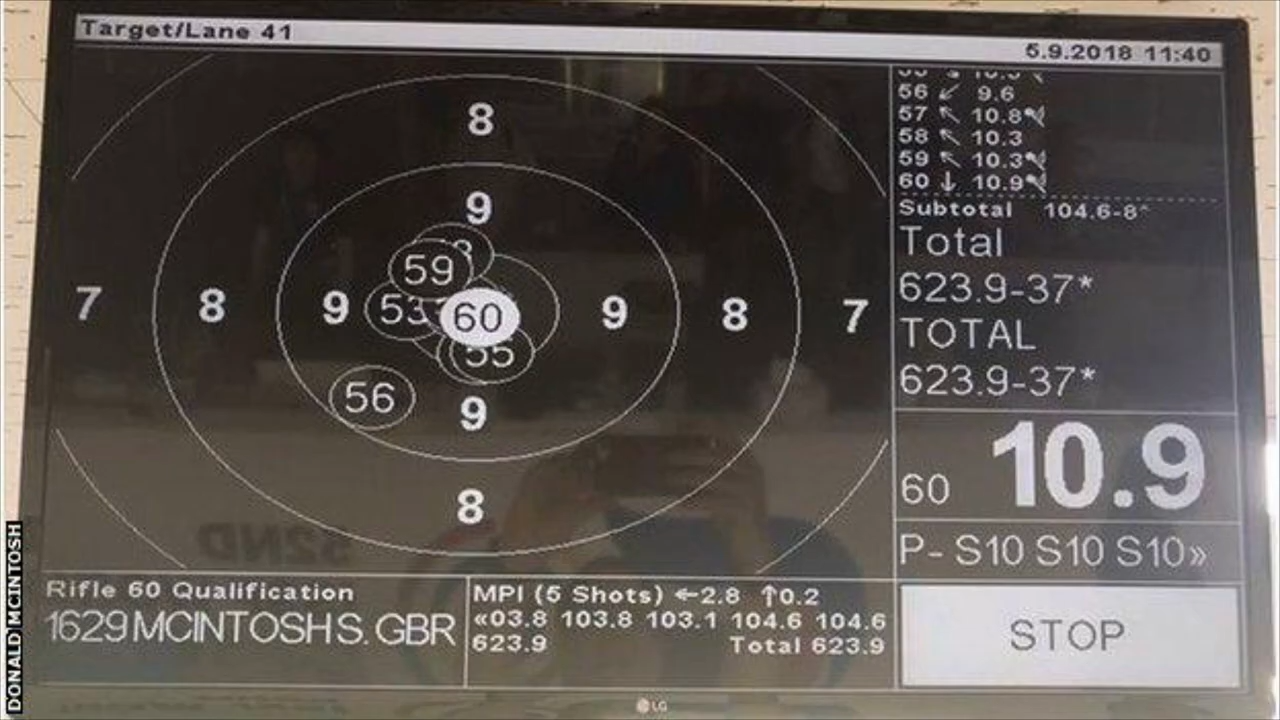 Target/Lane 41
5.9.2018 11:40
56 ↙ 9.6
57 ↖ 10.8
58 ↖ 10.3
59 ↖ 10.3
60 ↓ 10.9
Subtotal 104.6-8*
Total
623.9-37*
TOTAL
623.9-37*
60 10.9
P- S10 S10 S10»
STOP
8
9
59
7 8 9 53 60 9 8 7
55
56
9
8
52ND
Rifle 60 Qualification
1629 MCINTOSH S. GBR
MPI (5 Shots) ←2.8 ↑0.2
«03.8 103.8 103.1 104.6 104.6
623.9 Total 623.9
LG
DONALD MCINTOSH